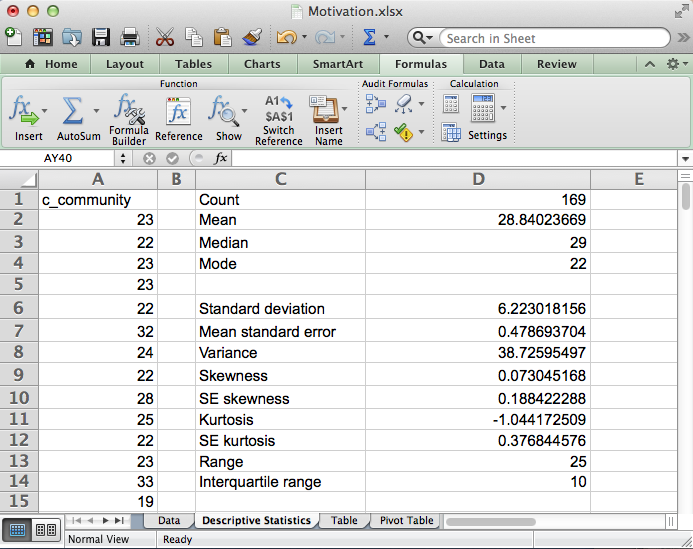 Motivation.xlsx
Search in Sheet
Home Layout Tables Charts SmartArt Formulas Data Review
Function Audit Formulas Calculation
Insert AutoSum Formula Builder Reference Show Switch Reference Insert Name Settings
AY40 fx
A B C D E
1 c_community Count 169
2 23 Mean 28.84023669
3 22 Median 29
4 23 Mode 22
5 23
6 22 Standard deviation 6.223018156
7 32 Mean standard error 0.478693704
8 24 Variance 38.72595497
9 22 Skewness 0.073045168
10 28 SE skewness 0.188422288
11 25 Kurtosis -1.044172509
12 22 SE kurtosis 0.376844576
13 23 Range 25
14 33 Interquartile range 10
15 19
Data Descriptive Statistics Table Pivot Table
Normal View Ready